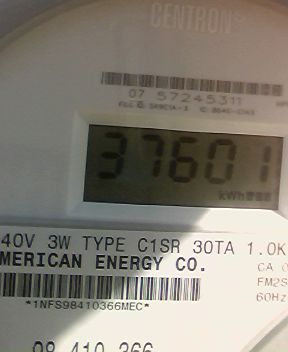 CENTRON®
07 57245311
37601
kWh
40V 3W TYPE C1SR 30TA 1.0K
MERICAN ENERGY CO.
CA 0
FM2S
60Hz
*1NFS98410366MEC*
98 410 366